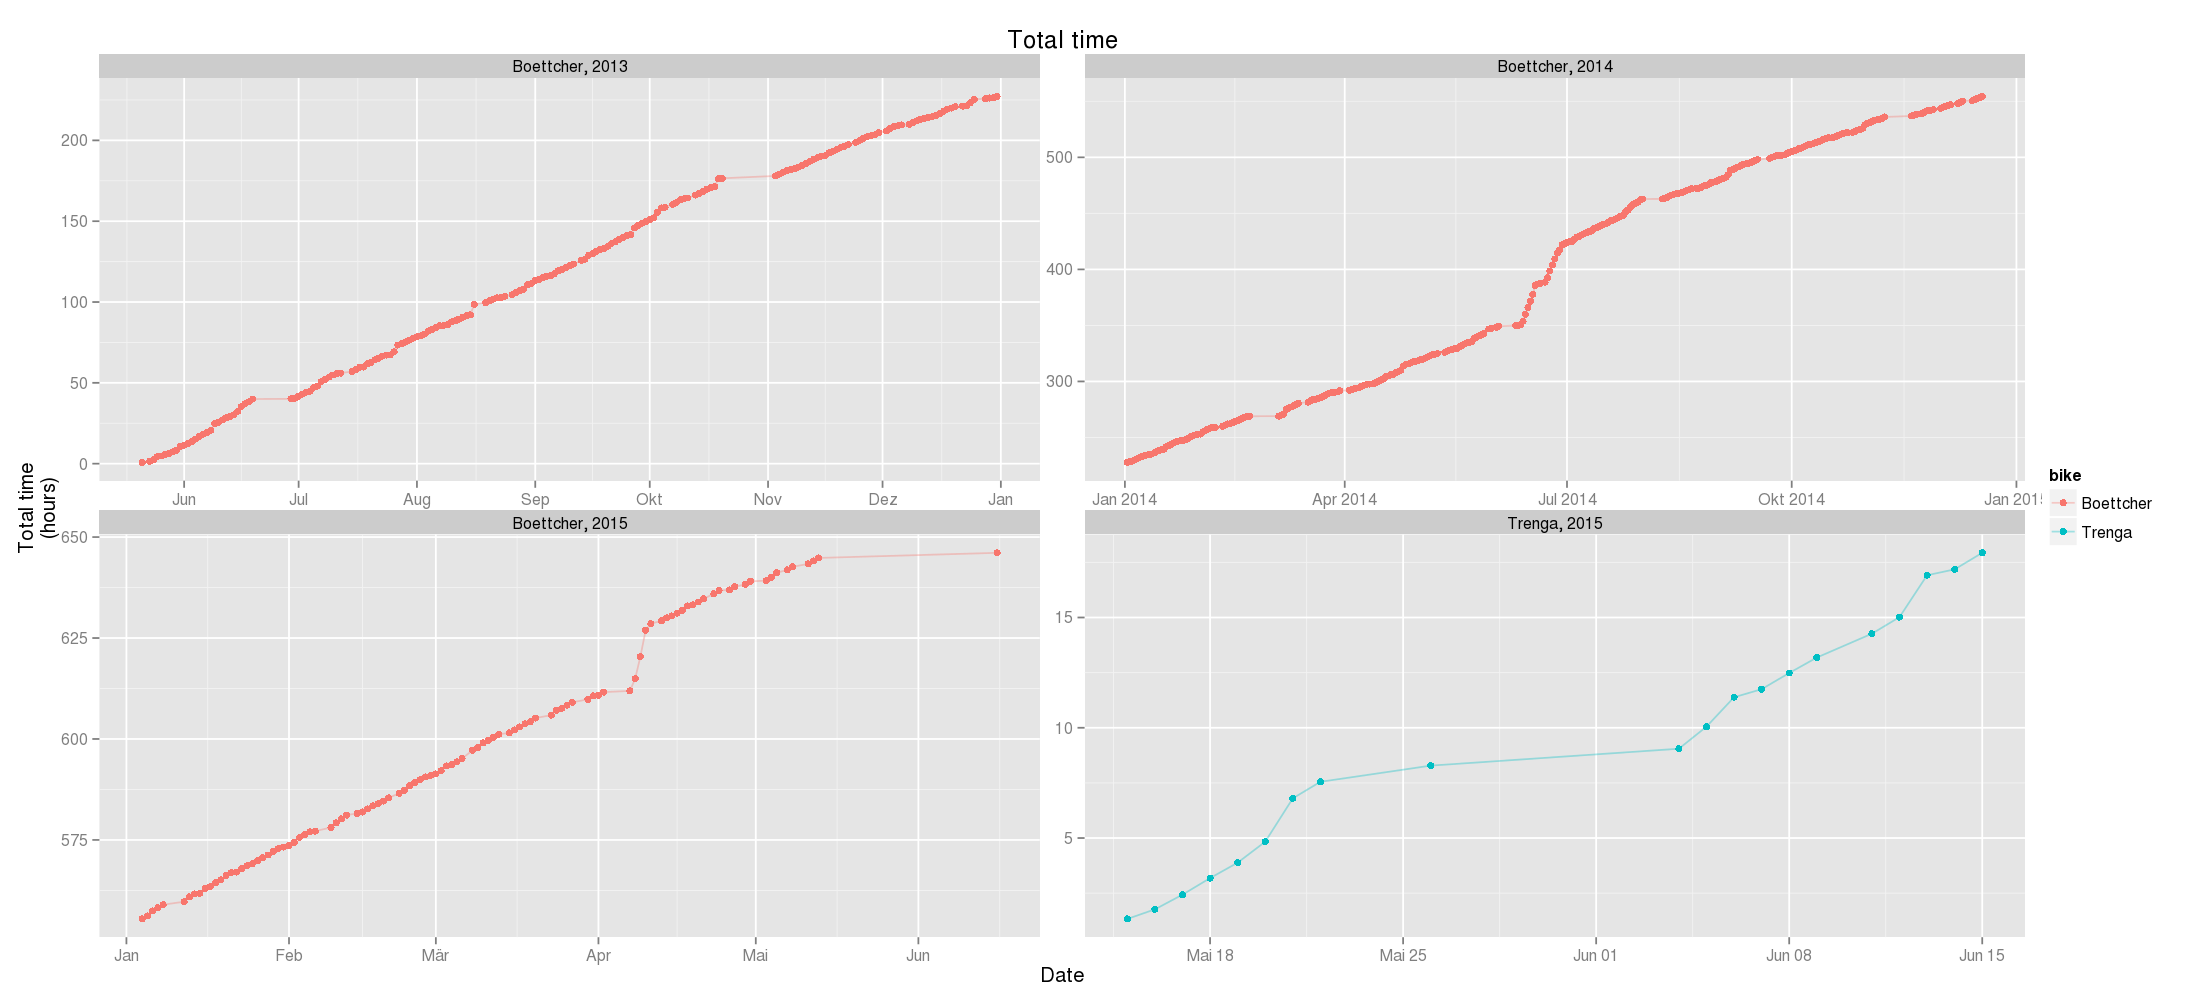 Total time
Boettcher, 2013
Boettcher, 2014
200
150
100
50
0
500
400
300
Jun Jul Aug Sep Okt Nov Dez Jan
Jan 2014 Apr 2014 Jul 2014 Okt 2014 Jan 201
Boettcher, 2015
Trenga, 2015
650
625
600
575
15
10
5
Jan Feb Mär Apr Mai Jun
Mai 18 Mai 25 Jun 01 Jun 08 Jun 15
Total time
(hours)
Date
bike
Boettcher
Trenga